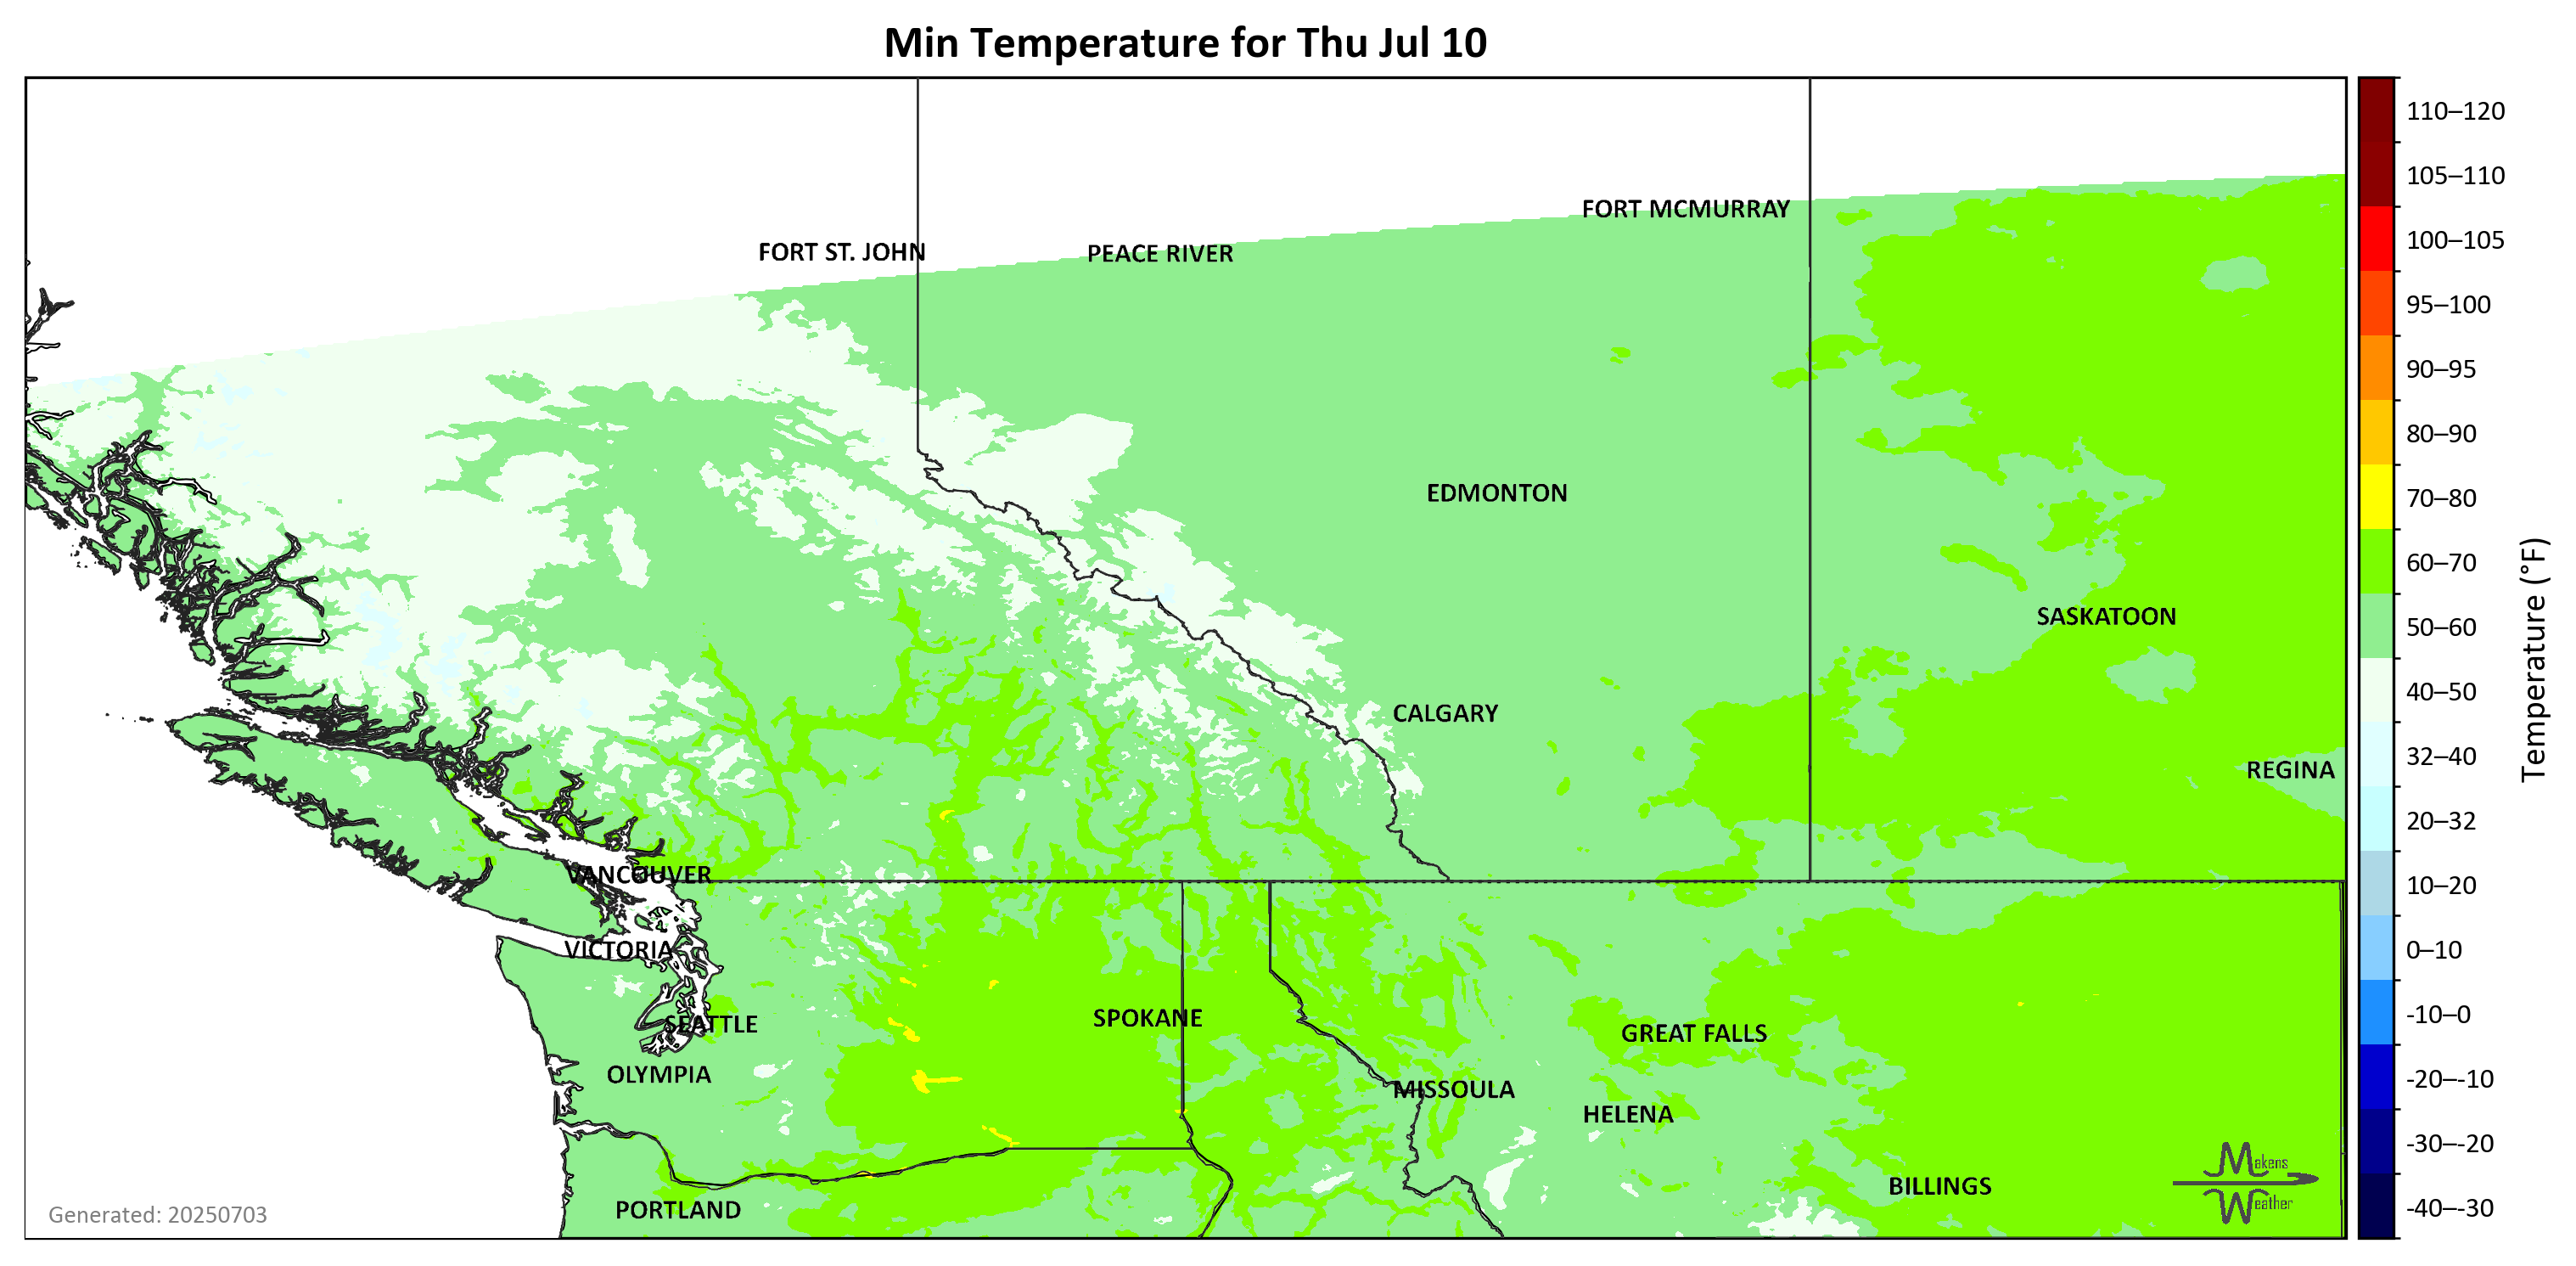 Min Temperature for Thu Jul 10
110–120
105–110
100–105
95–100
90–95
80–90
70–80
60–70
50–60
40–50
32–40
20–32
10–20
0–10
-10–0
-20–-10
-30–-20
-40–-30
Temperature (°F)
FORT MCMURRAY
FORT ST. JOHN
PEACE RIVER
EDMONTON
SASKATOON
CALGARY
REGINA
VANCOUVER
VICTORIA
SPOKANE
SEATTLE
GREAT FALLS
OLYMPIA
MISSOULA
HELENA
BILLINGS
PORTLAND
Makens
Weather
Generated: 20250703